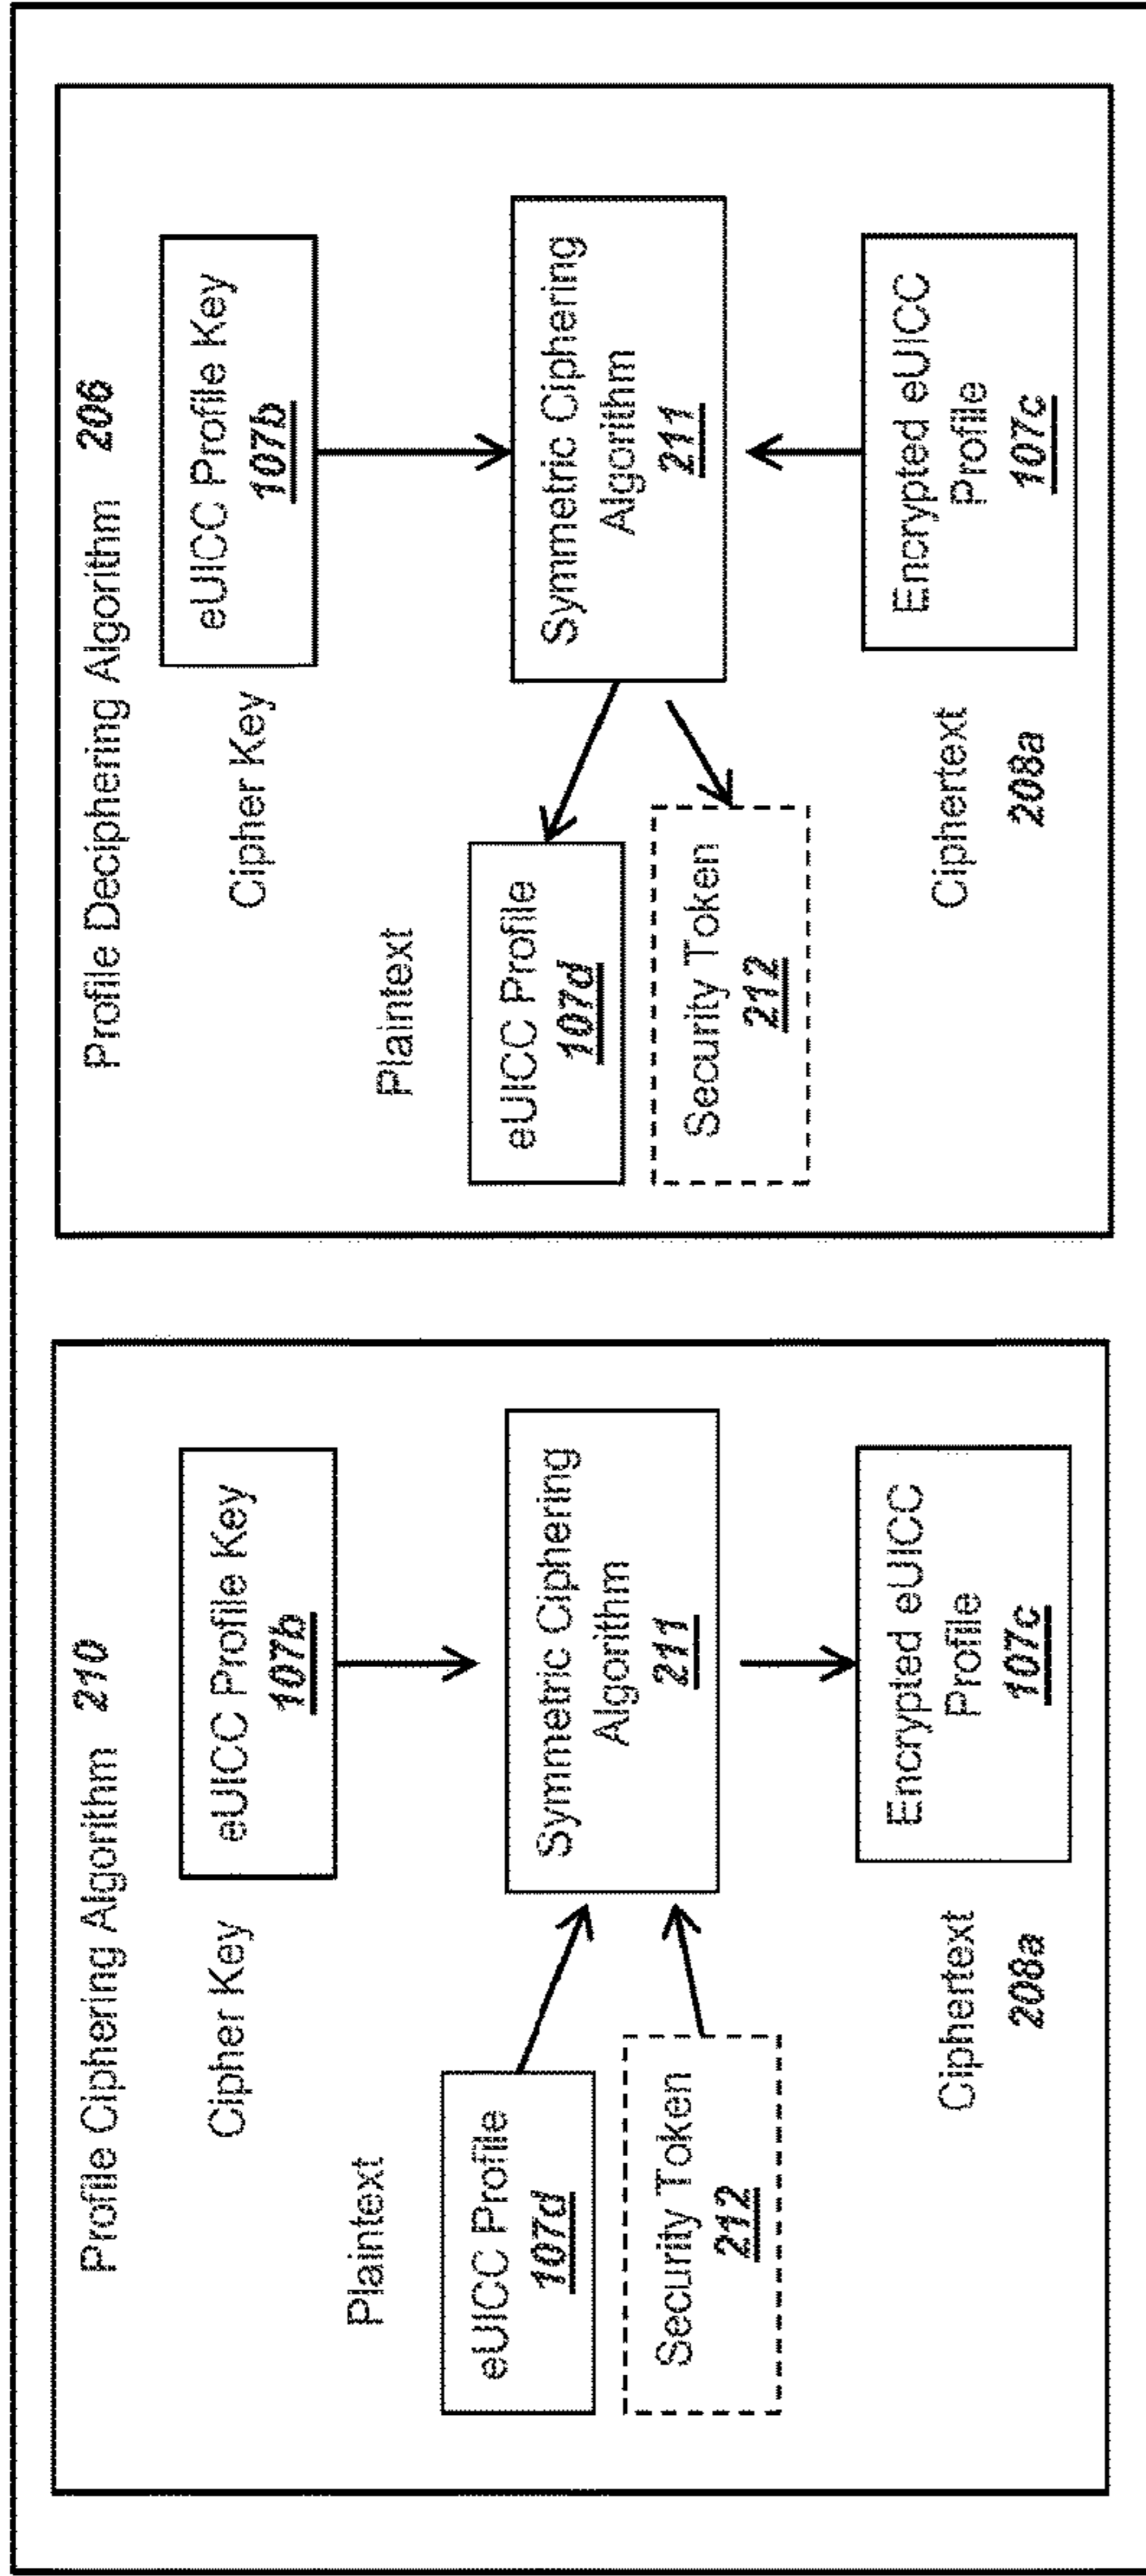 Profile Ciphering Algorithm 210
Cipher Key
eUICC Profile Key
107b
Plaintext
eUICC Profile
107d
Security Token
212
Symmetric Ciphering
Algorithm
211
Ciphertext
208a
Encrypted eUICC
Profile
107c
Profile Deciphering Algorithm 206
Cipher Key
eUICC Profile Key
107b
Plaintext
eUICC Profile
107d
Security Token
212
Symmetric Ciphering
Algorithm
211
Ciphertext
208a
Encrypted eUICC
Profile
107c